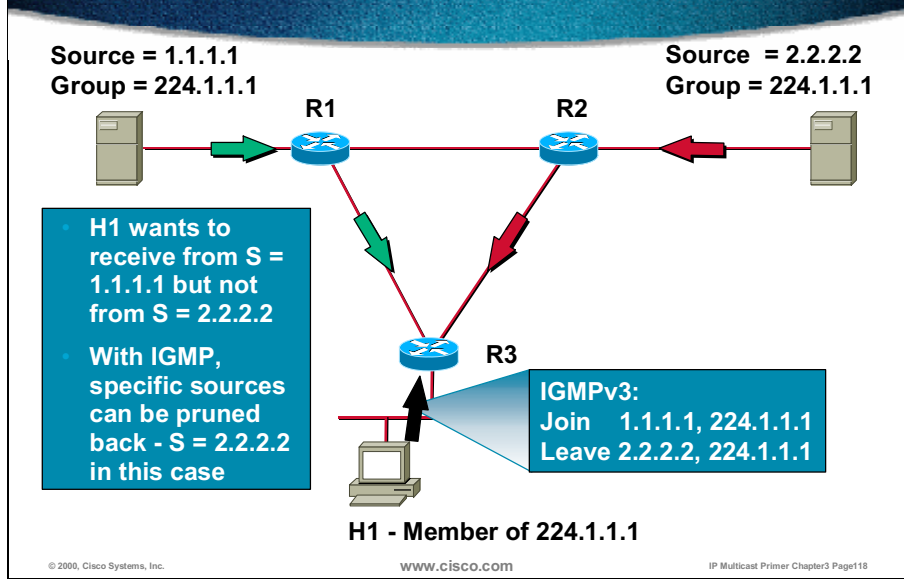 Source = 1.1.1.1
Group = 224.1.1.1
Source = 2.2.2.2
Group = 224.1.1.1
R1
R2
• H1 wants to
receive from S =
1.1.1.1 but not
from S = 2.2.2.2
• With IGMP,
specific sources
can be pruned
back - S = 2.2.2.2
in this case
R3
IGMPv3:
Join 1.1.1.1, 224.1.1.1
Leave 2.2.2.2, 224.1.1.1
H1 - Member of 224.1.1.1
© 2000, Cisco Systems, Inc.
www.cisco.com
IP Multicast Primer Chapter3 Page118